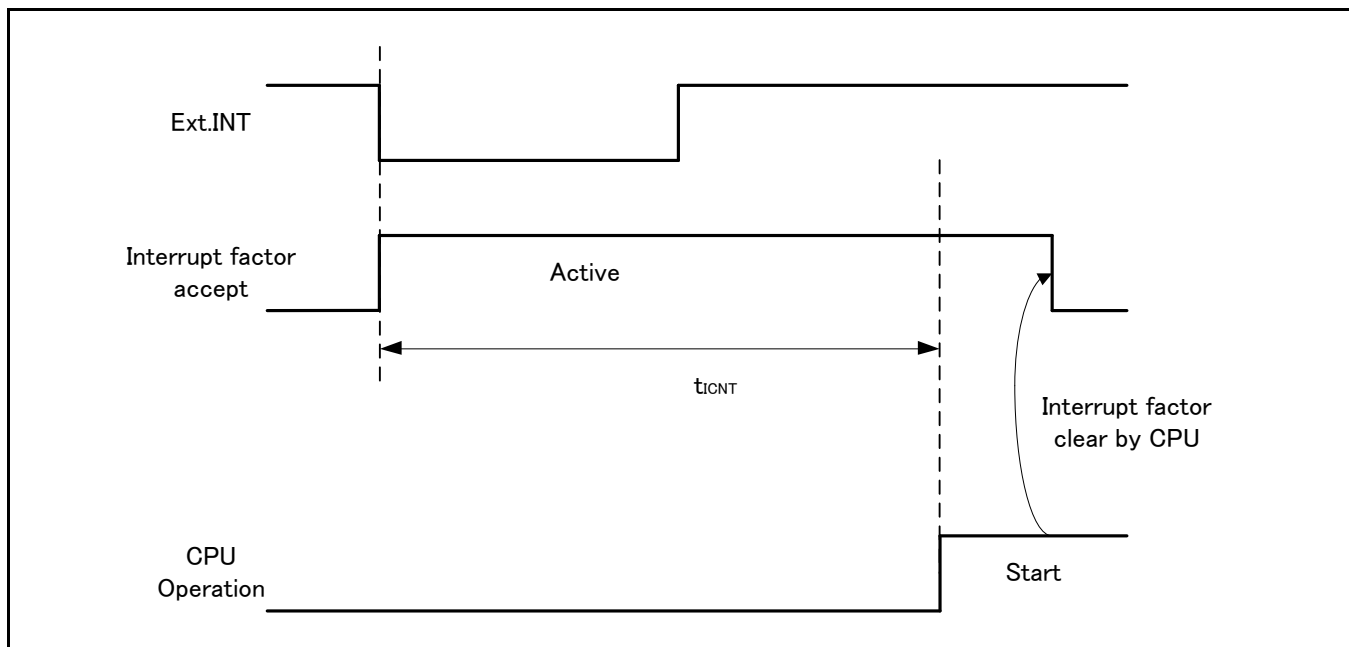 Ext.INT
Interrupt factor
accept
Active
tICNT
Interrupt factor
clear by CPU
CPU
Operation
Start